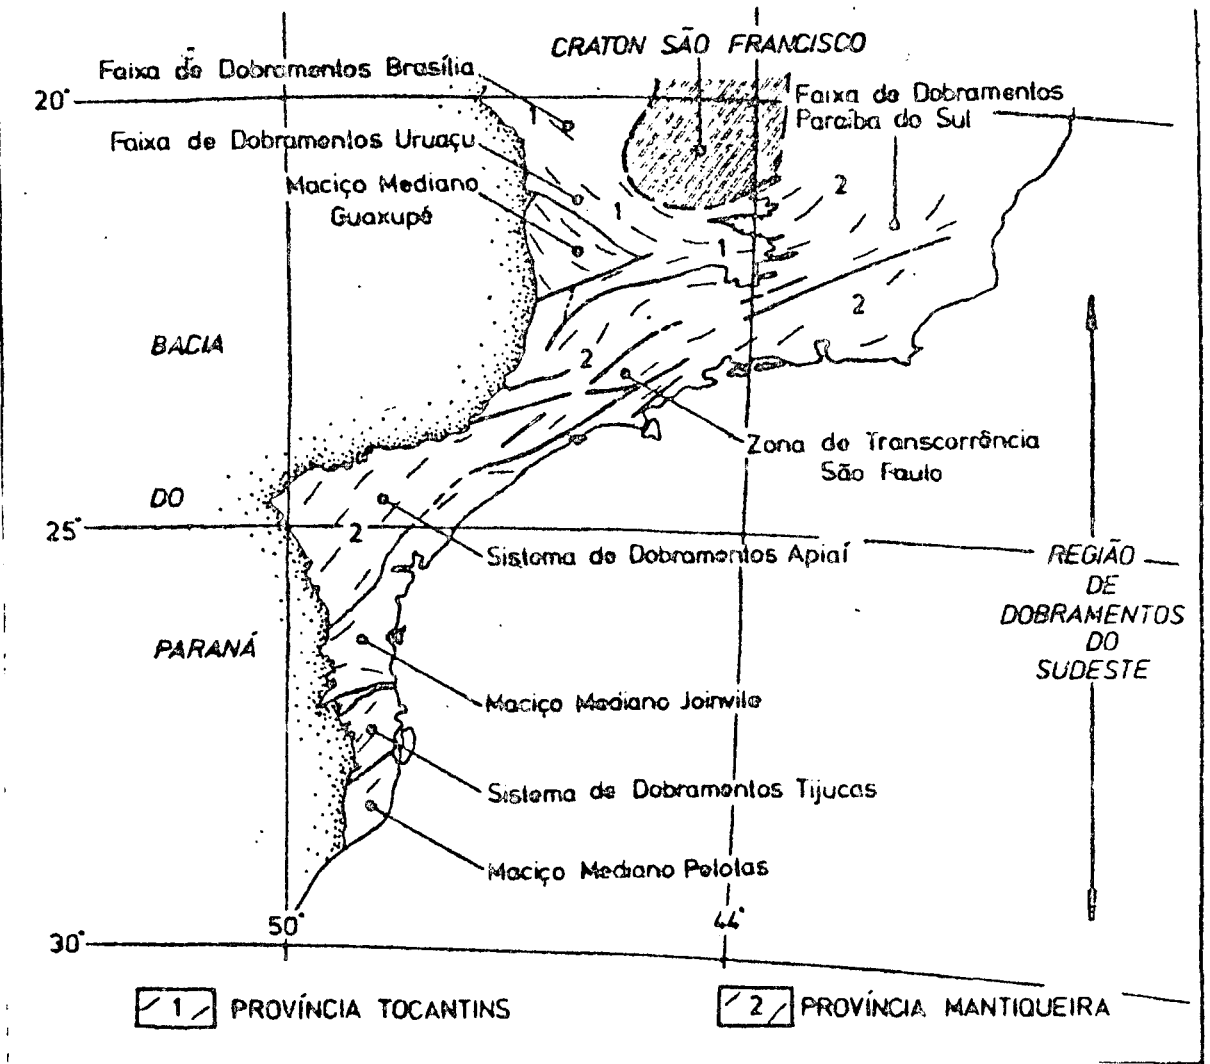 CRATON SÃO FRANCISCO
Faixa de Dobramentos Brasília
20°
Faixa de Dobramentos
Paraíba do Sul
1
Faixa de Dobramentos Uruaçu
Maciço Mediano
Guaxupé
2
1
1
2
BACIA
2
Zona de Transcorrência
São Paulo
DO
25°
2
Sistema de Dobramentos Apiaí
REGIÃO
DE
DOBRAMENTOS
DO
SUDESTE
PARANÁ
Maciço Mediano Joinvile
Sistema de Dobramentos Tijucas
Maciço Mediano Pelotas
50°
44°
30°
1 PROVÍNCIA TOCANTINS
2 PROVÍNCIA MANTIQUEIRA